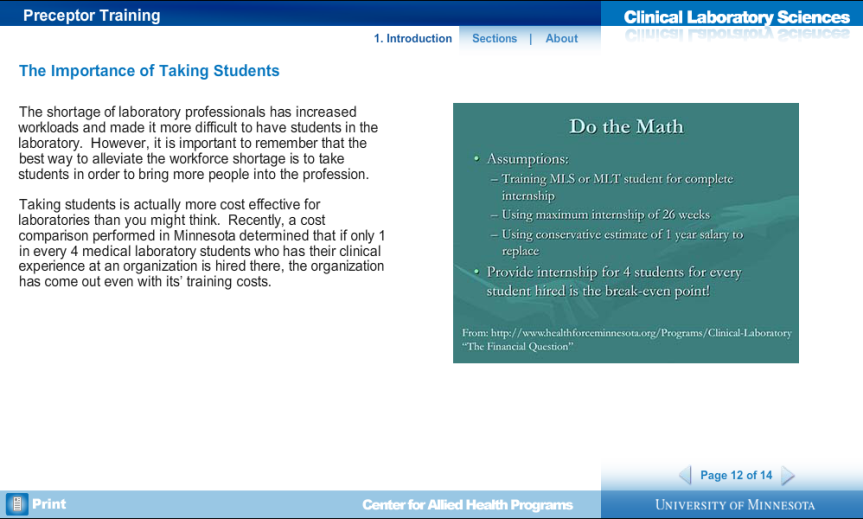 Preceptor Training
Clinical Laboratory Sciences
1. Introduction
Sections | About
The Importance of Taking Students
The shortage of laboratory professionals has increased
workloads and made it more difficult to have students in the
laboratory. However, it is important to remember that the
best way to alleviate the workforce shortage is to take
students in order to bring more people into the profession.
Taking students is actually more cost effective for
laboratories than you might think. Recently, a cost
comparison performed in Minnesota determined that if only 1
in every 4 medical laboratory students who has their clinical
experience at an organization is hired there, the organization
has come out even with its' training costs.
Do the Math
• Assumptions:
– Training MLS or MLT student for complete
internship
– Using maximum internship of 26 weeks
– Using conservative estimate of 1 year salary to
replace
• Provide internship for 4 students for every
student hired is the break-even point!
From: http://www.healthforceminnesota.org/Programs/Clinical-Laboratory
"The Financial Question"
Page 12 of 14
Print
Center for Allied Health Programs
UNIVERSITY OF MINNESOTA